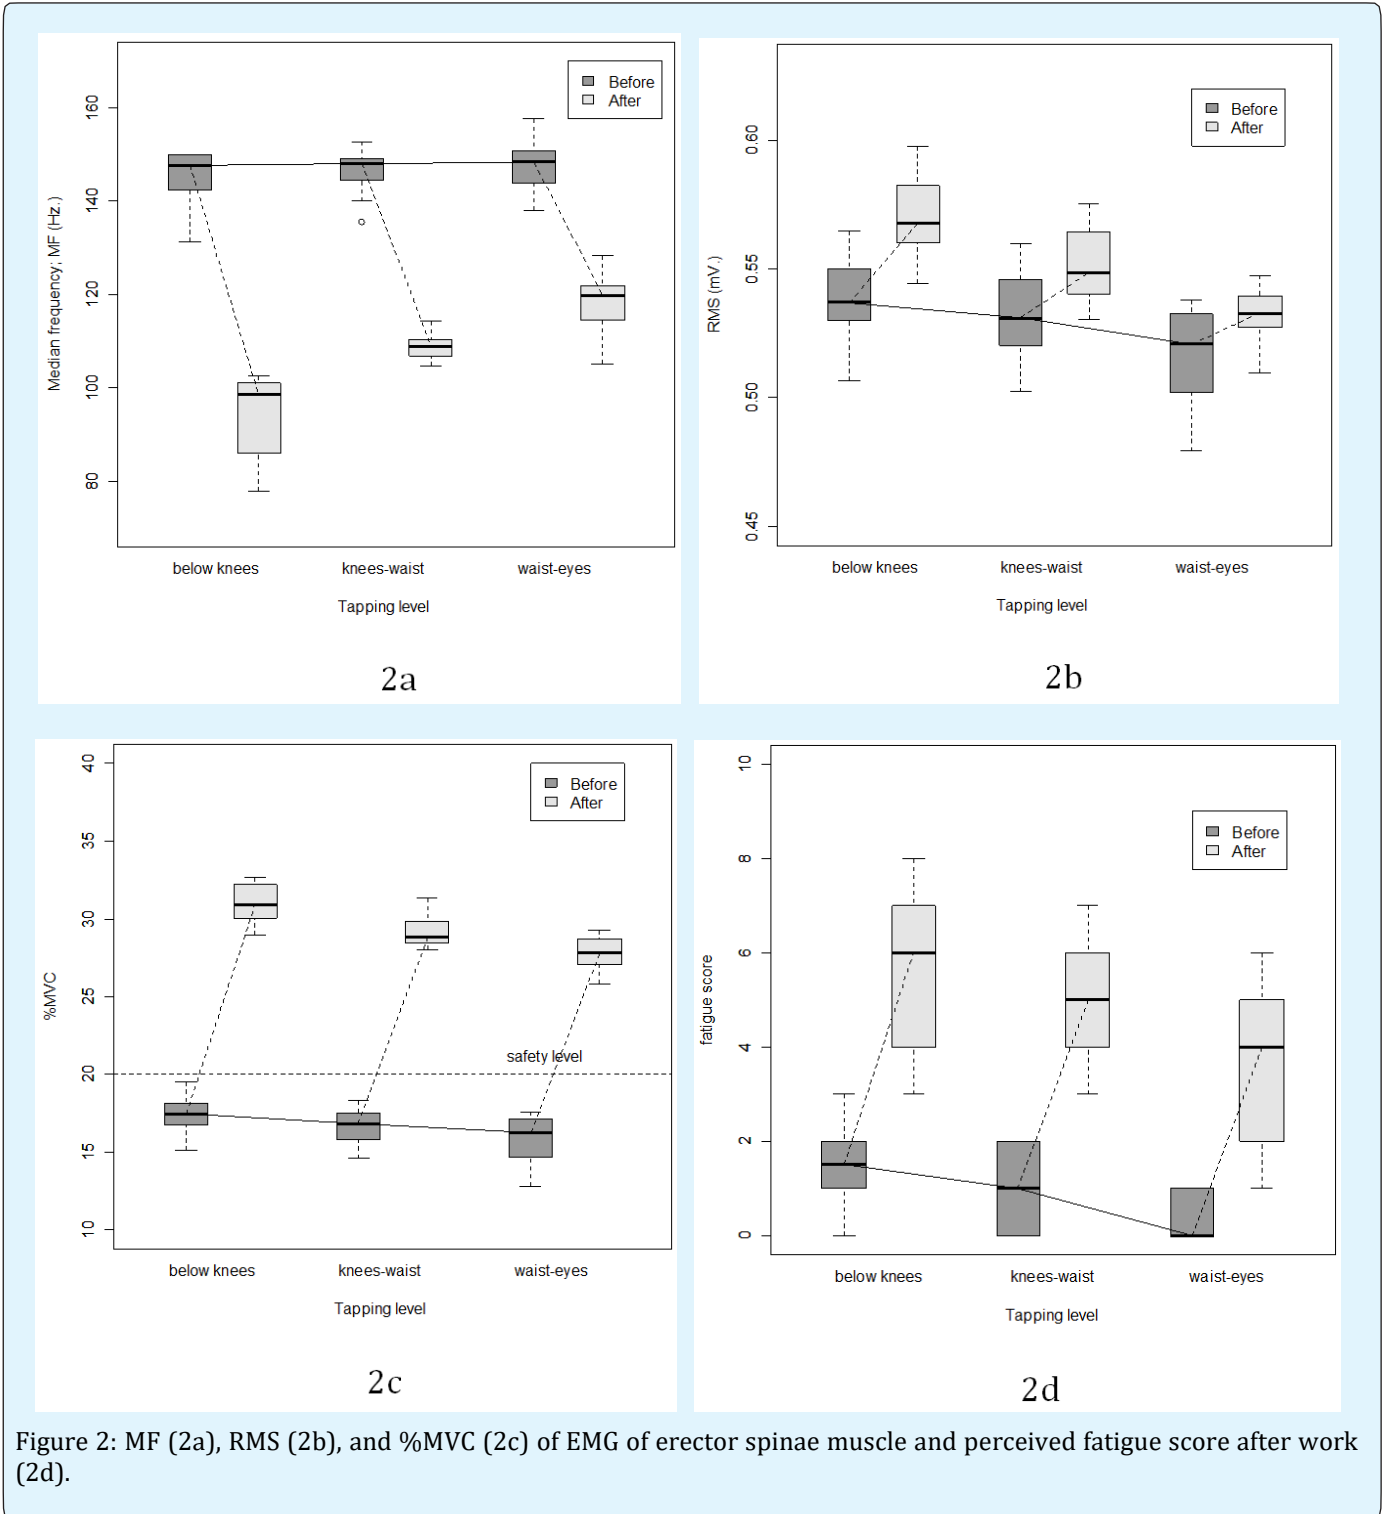 Median frequency; MF (Hz.)
160
140
120
100
80
Before
After
below knees
knees-waist
waist-eyes
Tapping level
2a
RMS (mV.)
0.60
0.55
0.50
0.45
Before
After
below knees
knees-waist
waist-eyes
Tapping level
2b
%MVC
40
35
30
25
20
15
10
Before
After
safety level
below knees
knees-waist
waist-eyes
Tapping level
2c
fatigue score
10
8
6
4
2
0
Before
After
below knees
knees-waist
waist-eyes
Tapping level
2d
Figure 2: MF (2a), RMS (2b), and %MVC (2c) of EMG of erector spinae muscle and perceived fatigue score after work
(2d).